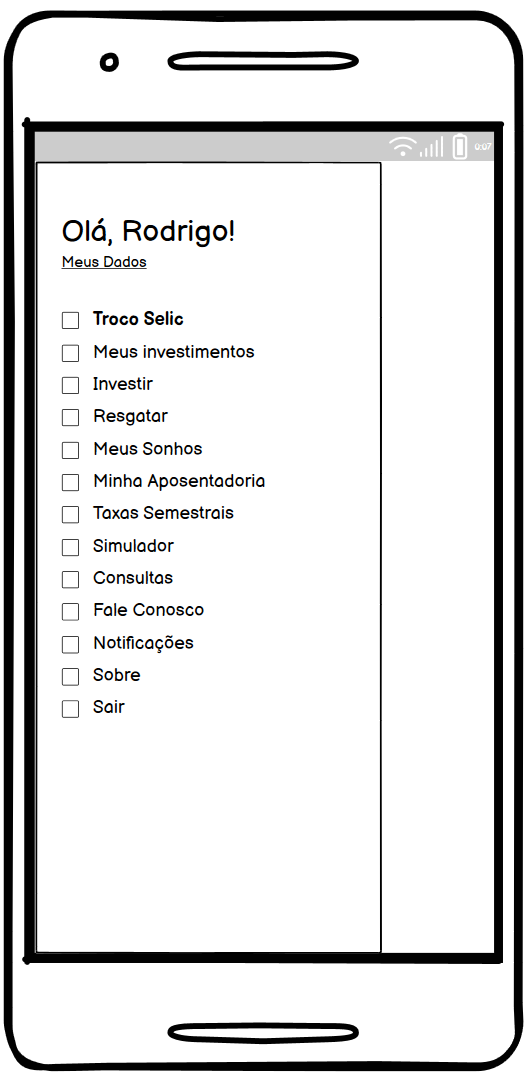 0:07
Olá, Rodrigo!
Meus Dados
Troco Selic
Meus investimentos
Investir
Resgatar
Meus Sonhos
Minha Aposentadoria
Taxas Semestrais
Simulador
Consultas
Fale Conosco
Notificações
Sobre
Sair